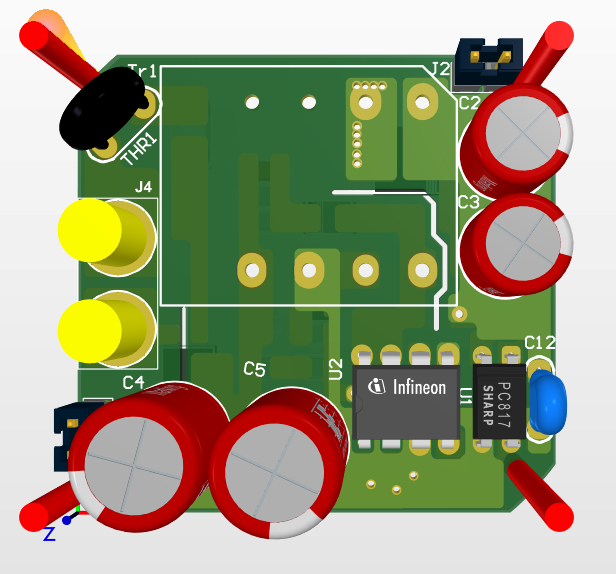 Tr1
J2
C2
THR1
J4
C3
C12
C4
C5
U2
Infineon
U1
PC817
SHARP
Z